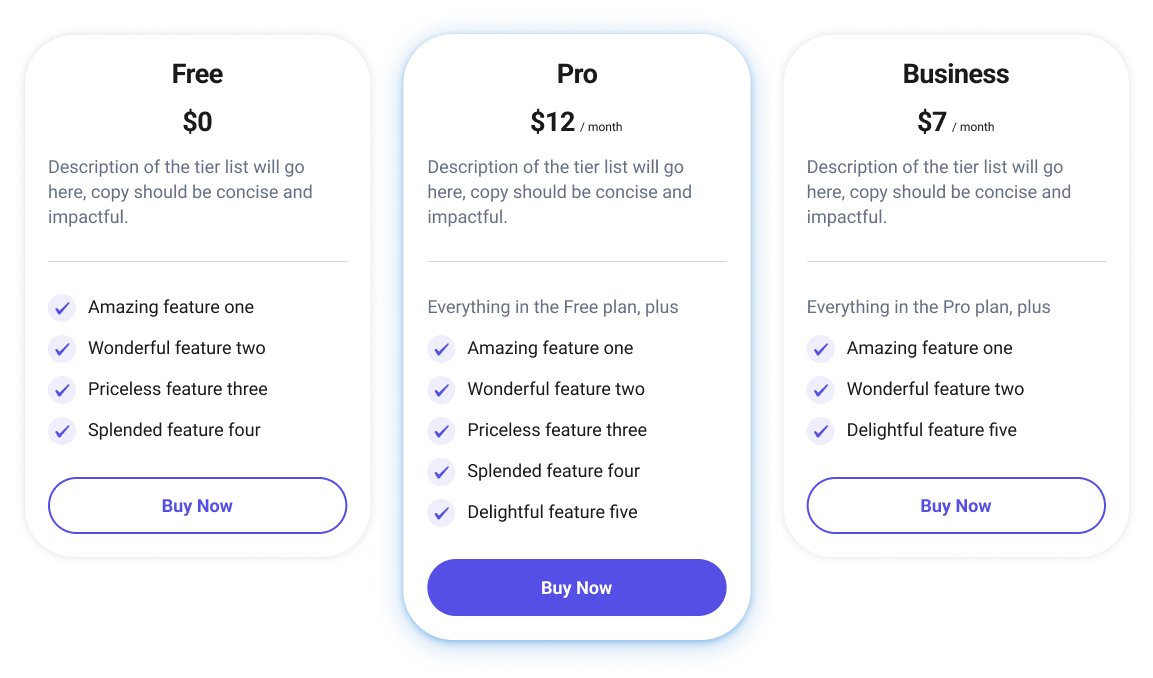 Free
$0
Description of the tier list will go
here, copy should be concise and
impactful.
Amazing feature one
Wonderful feature two
Priceless feature three
Splended feature four
Buy Now
Pro
$12 / month
Description of the tier list will go
here, copy should be concise and
impactful.
Everything in the Free plan, plus
Amazing feature one
Wonderful feature two
Priceless feature three
Splended feature four
Delightful feature five
Buy Now
Business
$7 / month
Description of the tier list will go
here, copy should be concise and
impactful.
Everything in the Pro plan, plus
Amazing feature one
Wonderful feature two
Delightful feature five
Buy Now